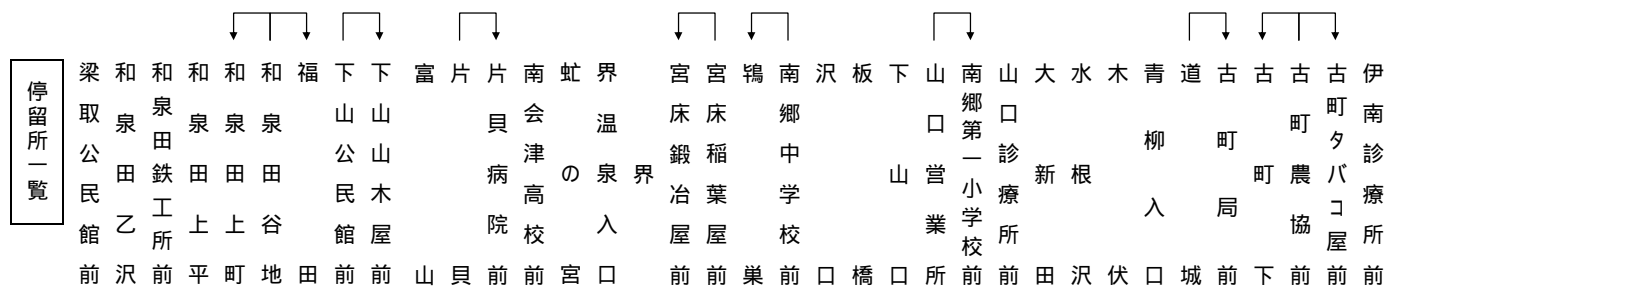 停留所一覧
梁取公民館前
和泉田乙沢
和泉田鉄工所前
和泉田上平
和泉田上町
和泉田谷地
福田
下山公民館前
下山山木屋前
富山
片貝
片貝病院前
南会津高校前
虻の宮
界温泉入口
界
宮床鍛冶屋前
宮床稲葉屋前
鴇巣
南郷中学校前
沢口
板橋
下山口
山口営業所
南郷第一小学校前
山口診療所前
大新田
水根沢
木伏
青柳入口
道城
古町局前
古町下
古町農協前
古町タバコ屋前
伊南診療所前